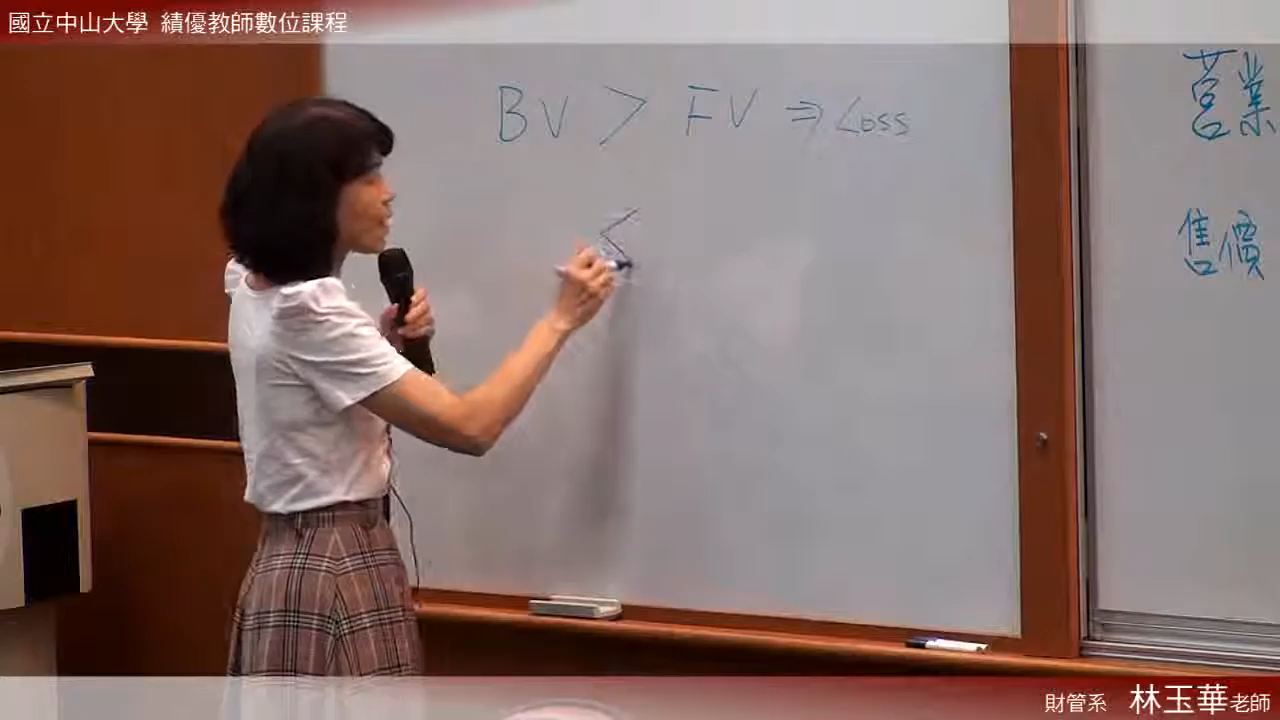 國立中山大學 績優教師數位課程
BV > FV ⇒ Loss
<
營業
售價
財管系 林玉華老師